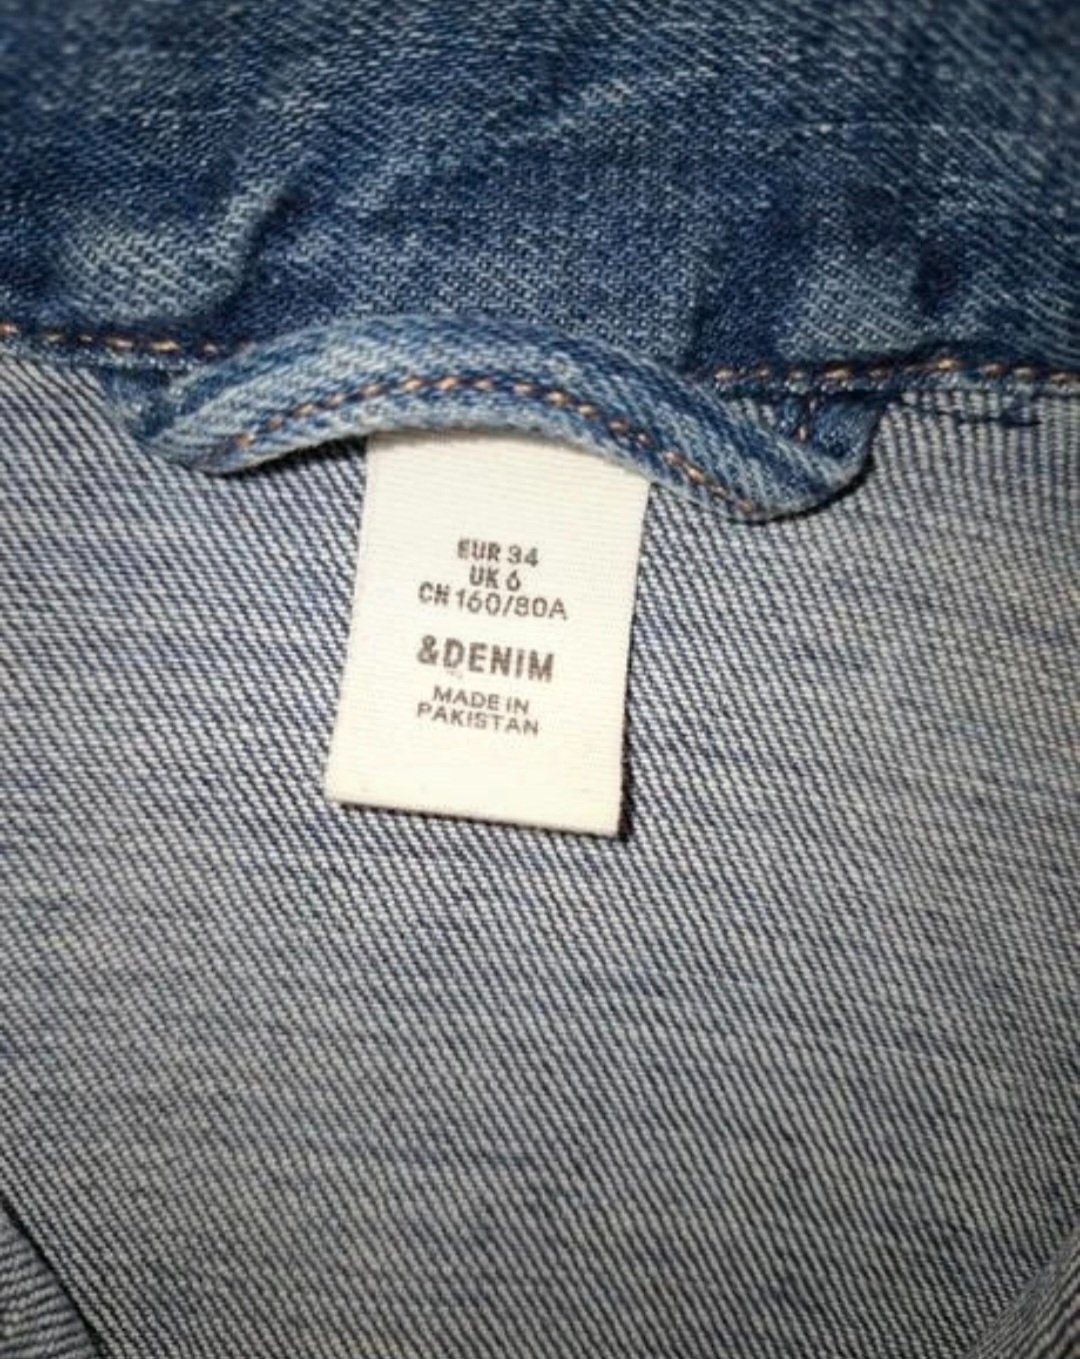 EUR 34
UK 6
CN 160/80A
&DENIM
MADE IN
PAKISTAN